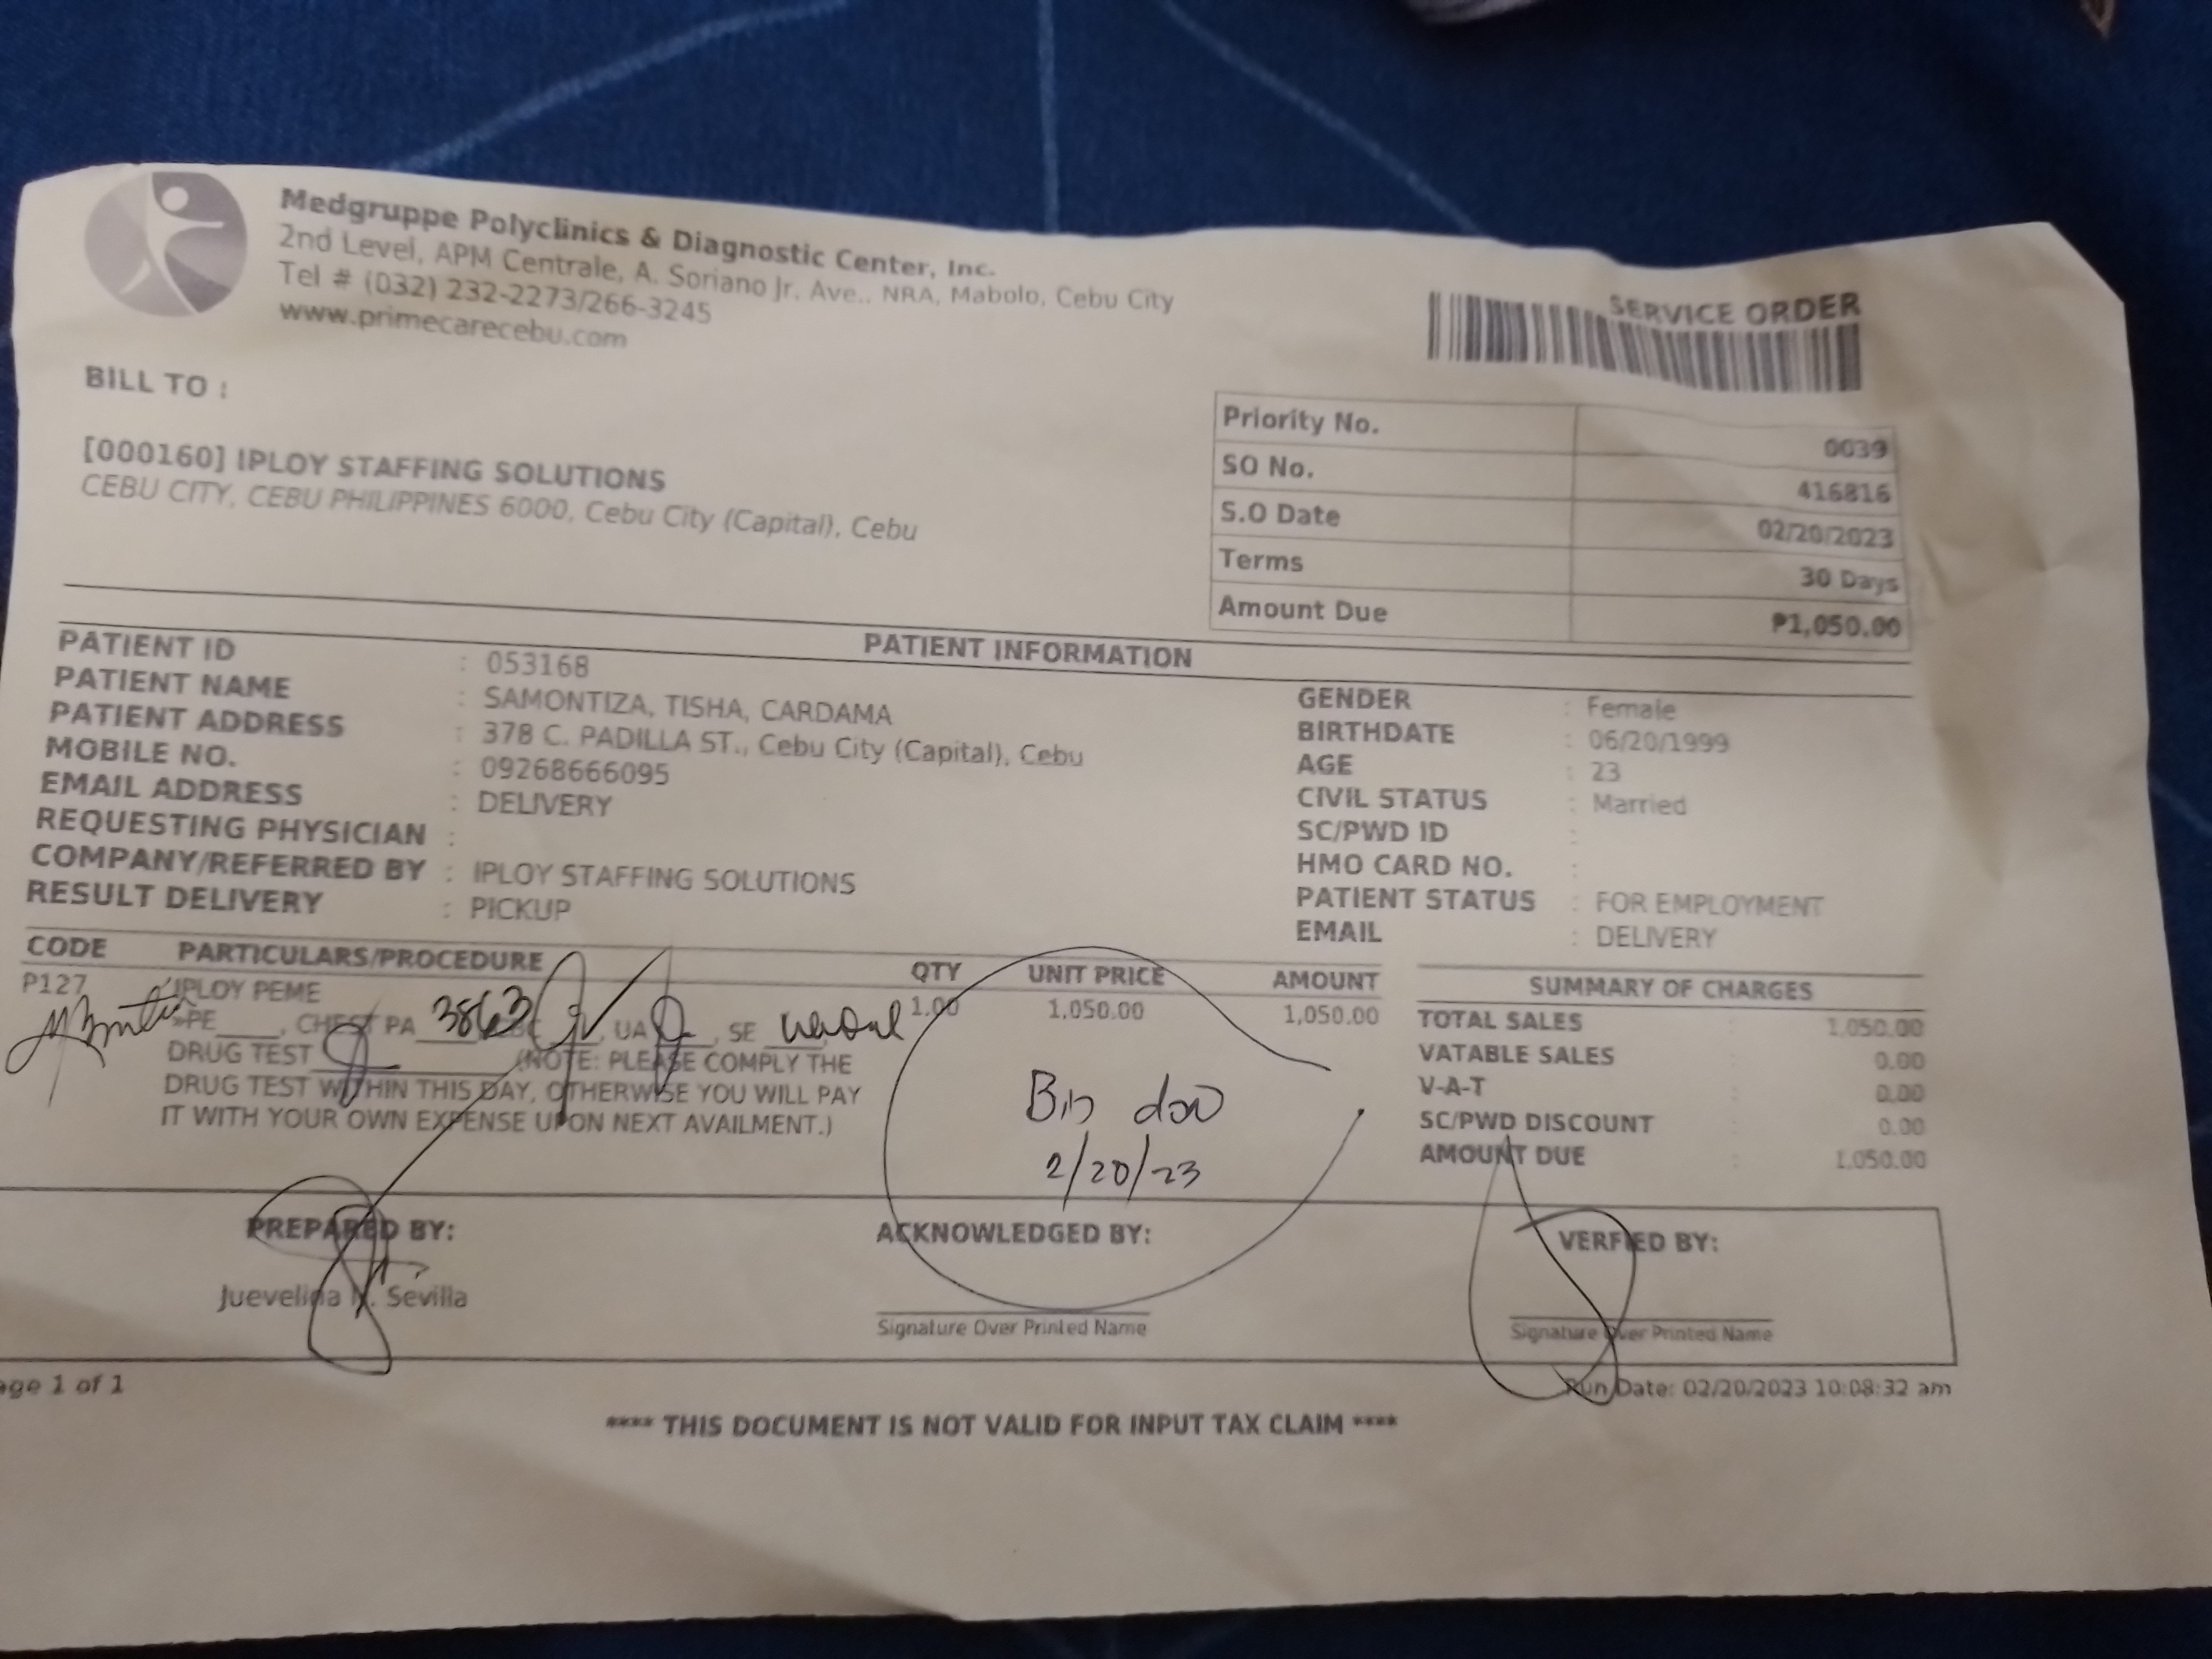 Medgruppe Polyclinics & Diagnostic Center, Inc.
2nd Level, APM Centrale, A. Soriano Jr. Ave., NRA, Mabolo, Cebu City
Tel # (032) 232-2273/266-3245
www.primecarecebu.com
SERVICE ORDER
BILL TO :
[000160] IPLOY STAFFING SOLUTIONS
CEBU CITY, CEBU PHILIPPINES 6000, Cebu City (Capital), Cebu
Priority No. 0039
SO No. 416816
S.O Date 02/20/2023
Terms 30 Days
Amount Due ₱1,050.00
PATIENT INFORMATION
PATIENT ID : 053168
PATIENT NAME : SAMONTIZA, TISHA, CARDAMA
PATIENT ADDRESS : 378 C. PADILLA ST., Cebu City (Capital), Cebu
MOBILE NO. : 09268666095
EMAIL ADDRESS : DELIVERY
REQUESTING PHYSICIAN :
COMPANY/REFERRED BY : IPLOY STAFFING SOLUTIONS
RESULT DELIVERY : PICKUP
GENDER : Female
BIRTHDATE : 06/20/1999
AGE : 23
CIVIL STATUS : Married
SC/PWD ID :
HMO CARD NO. :
PATIENT STATUS : FOR EMPLOYMENT
EMAIL : DELIVERY
CODE PARTICULARS/PROCEDURE QTY UNIT PRICE AMOUNT
P127 IPLOY PEME 1.00 1,050.00 1,050.00
»PE____, CHEST PA 3863, UA____, SE
DRUG TEST (NOTE: PLEASE COMPLY THE
DRUG TEST WITHIN THIS DAY, OTHERWISE YOU WILL PAY
IT WITH YOUR OWN EXPENSE UPON NEXT AVAILMENT.)
2/20/23
SUMMARY OF CHARGES
TOTAL SALES : 1,050.00
VATABLE SALES : 0.00
V-A-T : 0.00
SC/PWD DISCOUNT : 0.00
AMOUNT DUE : 1,050.00
PREPARED BY:
Juevelina N. Sevilla
ACKNOWLEDGED BY:
Signature Over Printed Name
VERFIED BY:
Signature Over Printed Name
age 1 of 1
Run Date: 02/20/2023 10:08:32 am
**** THIS DOCUMENT IS NOT VALID FOR INPUT TAX CLAIM ****